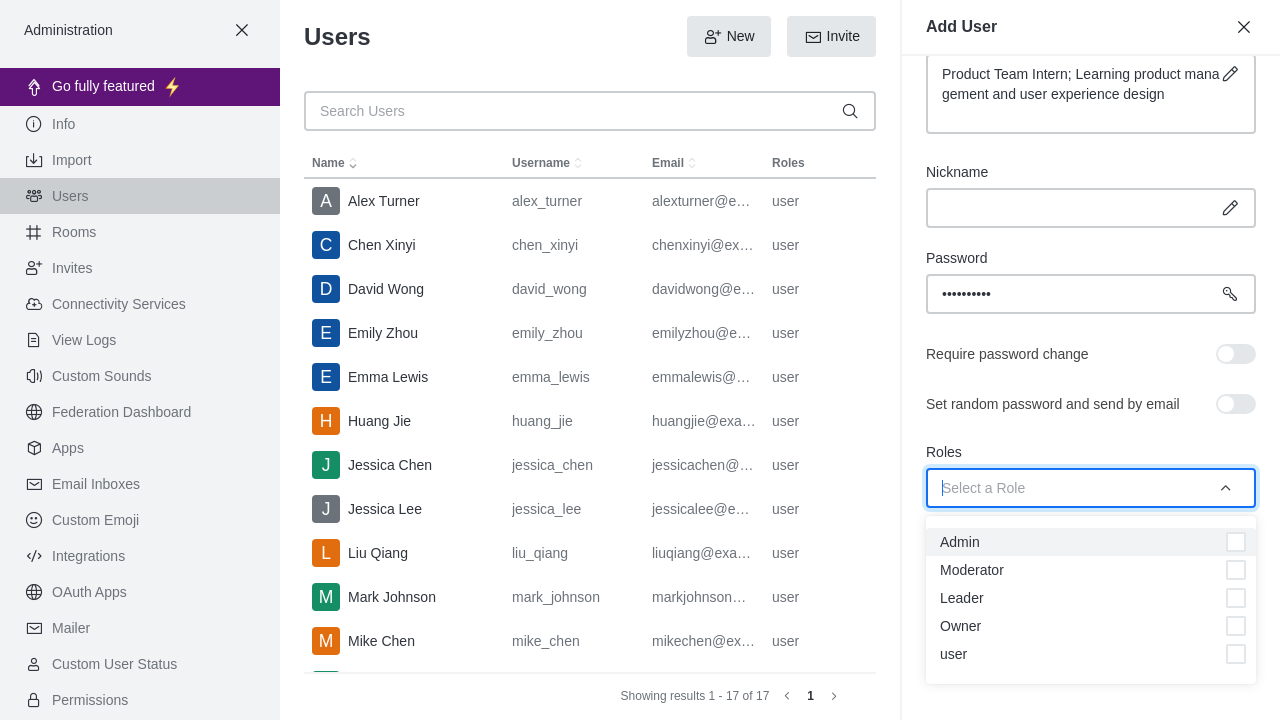 Administration
Go fully featured
Info
Import
Users
Rooms
Invites
Connectivity Services
View Logs
Custom Sounds
Federation Dashboard
Apps
Email Inboxes
Custom Emoji
Integrations
OAuth Apps
Mailer
Custom User Status
Permissions
Users
New
Invite
Search Users
Name Username Email Roles
A Alex Turner alex_turner alexturner@e… user
C Chen Xinyi chen_xinyi chenxinyi@ex… user
D David Wong david_wong davidwong@e… user
E Emily Zhou emily_zhou emilyzhou@e… user
E Emma Lewis emma_lewis emmalewis@… user
H Huang Jie huang_jie huangjie@exa… user
J Jessica Chen jessica_chen jessicachen@… user
J Jessica Lee jessica_lee jessicalee@e… user
L Liu Qiang liu_qiang liuqiang@exa… user
M Mark Johnson mark_johnson markjohnson… user
M Mike Chen mike_chen mikechen@ex… user
Showing results 1 - 17 of 17 1
Add User
Product Team Intern; Learning product mana
gement and user experience design
Nickname
Password
••••••••••
Require password change
Set random password and send by email
Roles
Select a Role
Admin
Moderator
Leader
Owner
user